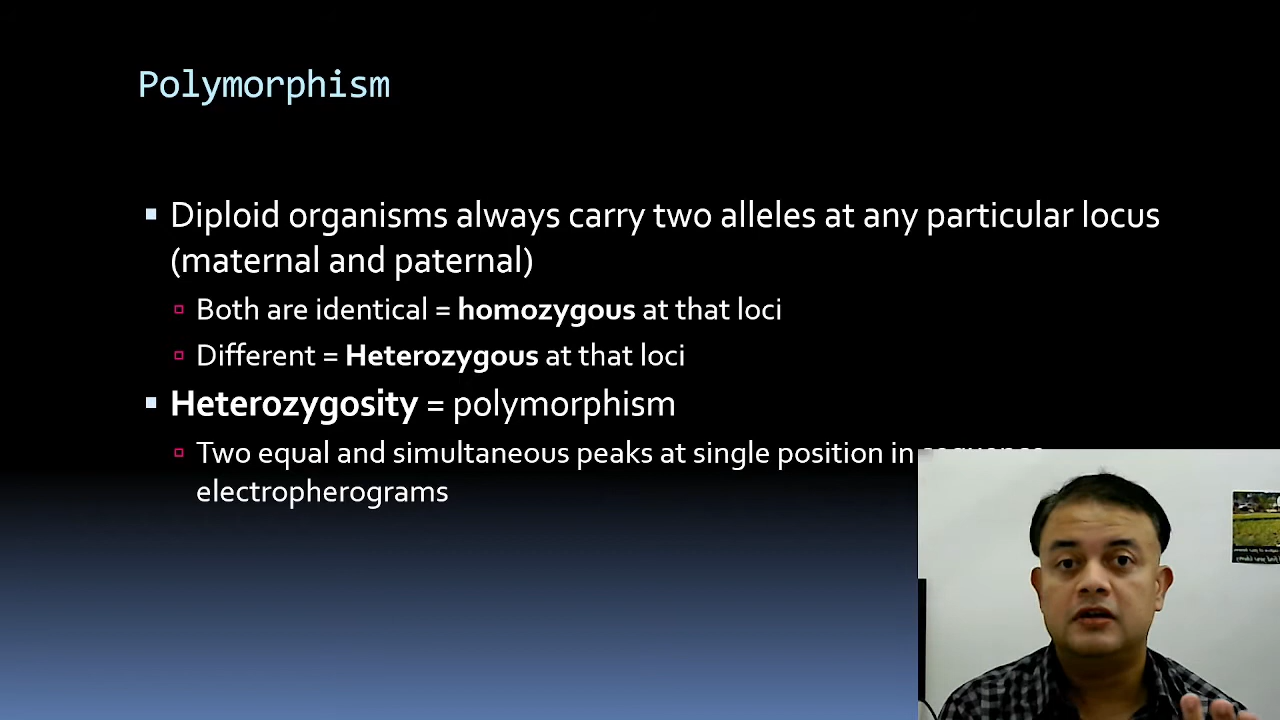 Polymorphism
▪ Diploid organisms always carry two alleles at any particular locus
(maternal and paternal)
▫ Both are identical = homozygous at that loci
▫ Different = Heterozygous at that loci
▪ Heterozygosity = polymorphism
▫ Two equal and simultaneous peaks at single position in
electropherograms